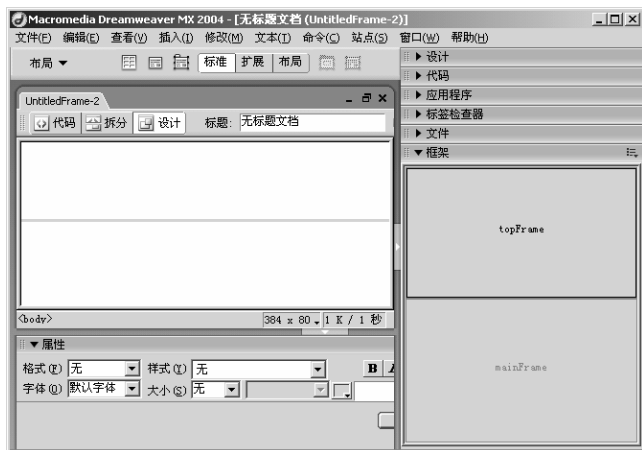 Macromedia Dreamweaver MX 2004 - [无标题文档 (UntitledFrame-2)]
文件(F) 编辑(E) 查看(V) 插入(I) 修改(M) 文本(T) 命令(C) 站点(S) 窗口(W) 帮助(H)
布局 标准 扩展 布局
设计
代码
应用程序
标签检查器
文件
框架
topFrame
mainFrame
UntitledFrame-2
代码 拆分 设计 标题: 无标题文档
<body> 384 x 80 1 K / 1 秒
属性
格式(F) 无 样式(Y) 无 B I
字体(O) 默认字体 大小(S) 无